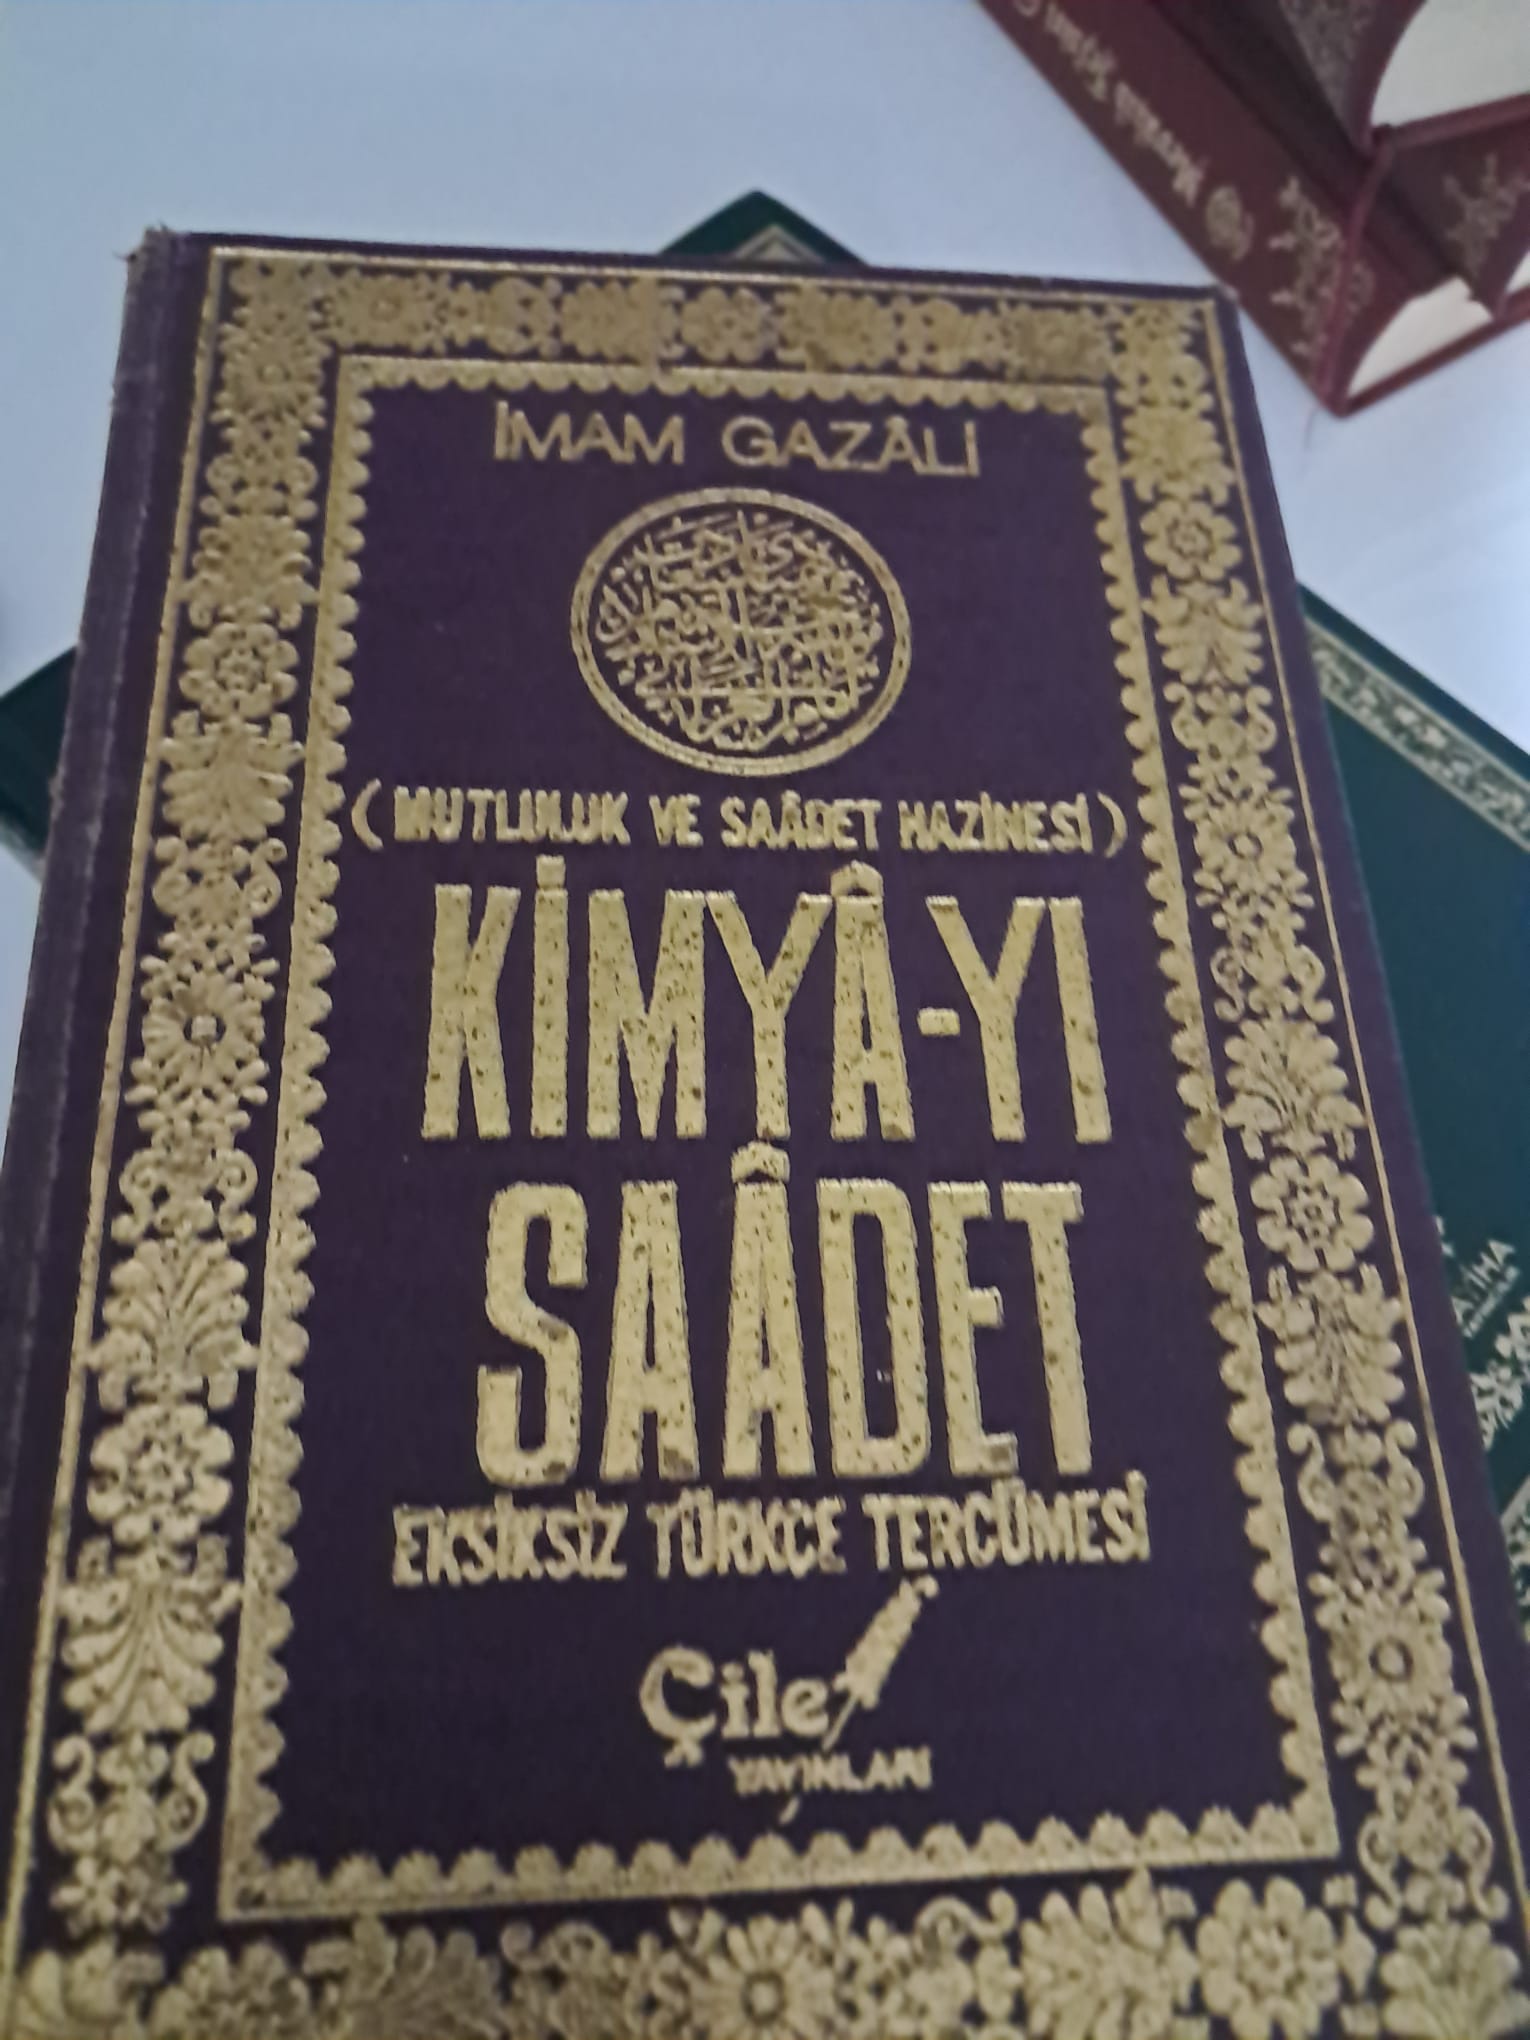 İMAM GAZÂLİ
(MUTLULUK VE SAÂDET HAZİNESİ)
KİMYÂ-YI
SAÂDET
EKSİKSİZ TÜRKÇE TERCÜMESİ
Çile
YAYINLARI